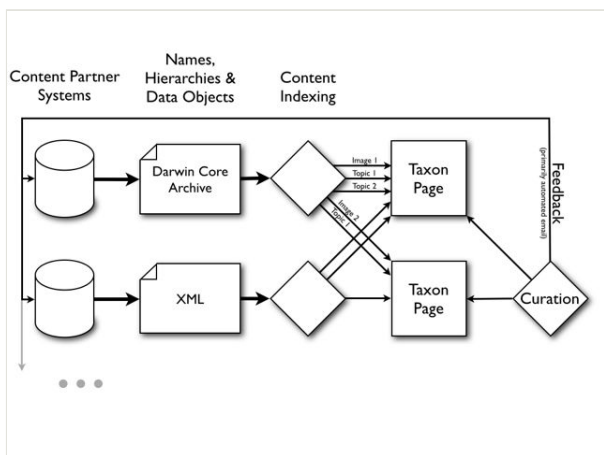 Content Partner
Systems
Names,
Hierarchies &
Data Objects
Content
Indexing
Darwin Core
Archive
Image 1
Topic 1
Topic 2
Image 2
Topic 1
Taxon
Page
Feedback
(primarily automated email)
XML
Taxon
Page
Curation